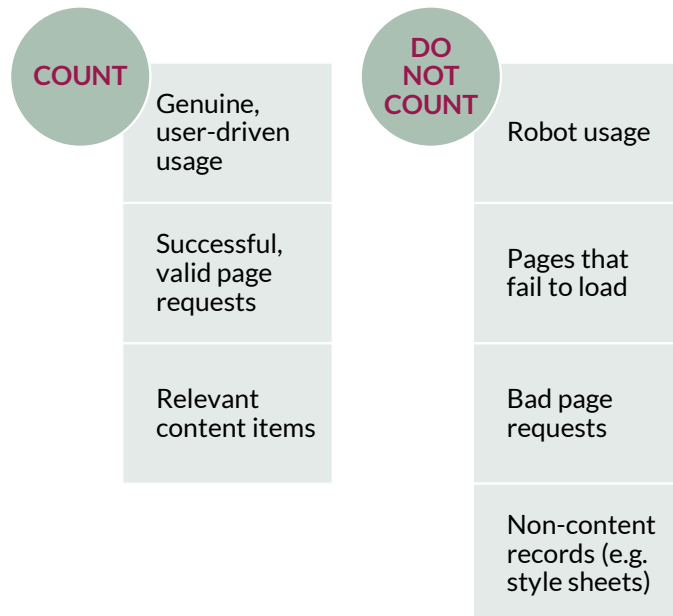 COUNT
Genuine,
user-driven
usage
Successful,
valid page
requests
Relevant
content items
DO
NOT
COUNT
Robot usage
Pages that
fail to load
Bad page
requests
Non-content
records (e.g.
style sheets)